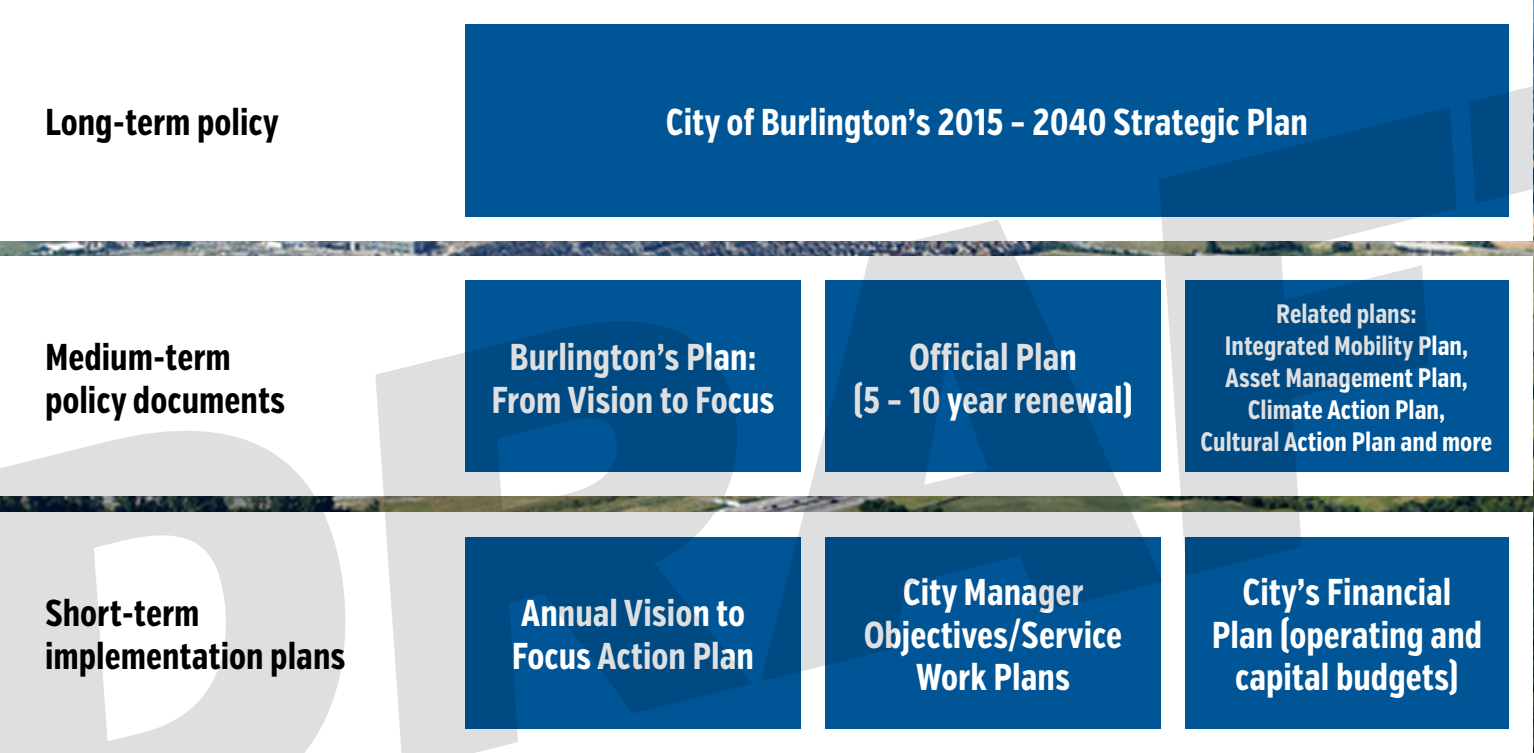 Long-term policy
City of Burlington’s 2015 – 2040 Strategic Plan
Medium-term
policy documents
Burlington’s Plan:
From Vision to Focus
Official Plan
(5 – 10 year renewal)
Related plans:
Integrated Mobility Plan,
Asset Management Plan,
Climate Action Plan,
Cultural Action Plan and more
Short-term
implementation plans
Annual Vision to
Focus Action Plan
City Manager
Objectives/Service
Work Plans
City’s Financial
Plan (operating and
capital budgets)
DRAFT